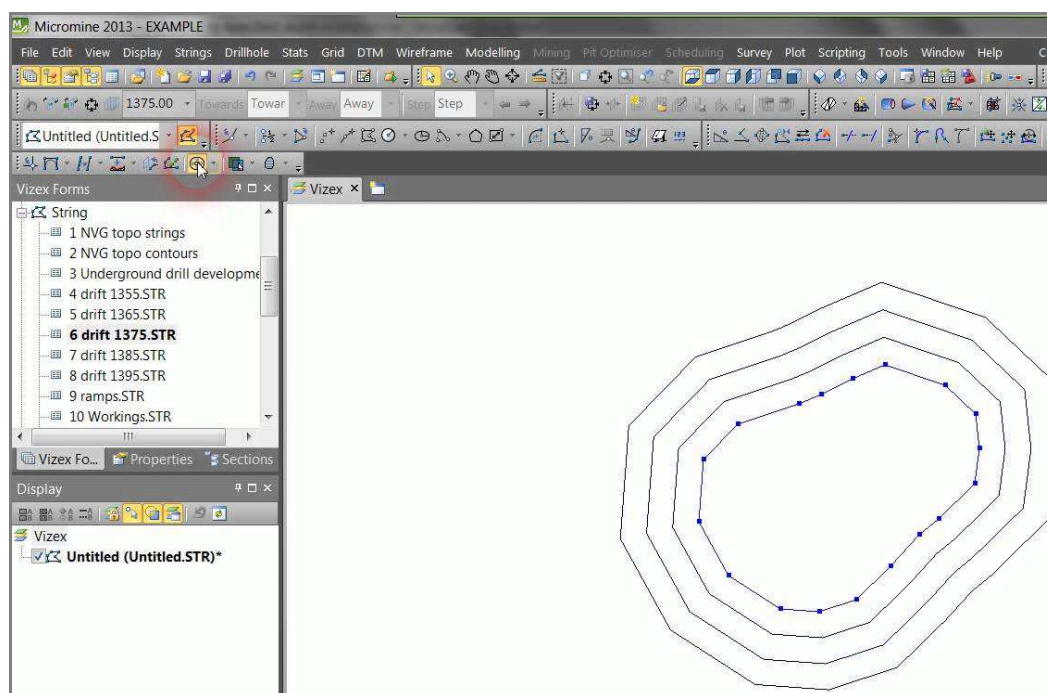 Micromine 2013 - EXAMPLE
File Edit View Display Strings Drillhole Stats Grid DTM Wireframe Modelling Mining Pit Optimiser Scheduling Survey Plot Scripting Tools Window Help C
1375.00 Towards Towar Away Away Step Step
Untitled (Untitled.S
Vizex Forms
Vizex
String
1 NVG topo strings
2 NVG topo contours
3 Underground drill developme
4 drift 1355.STR
5 drift 1365.STR
6 drift 1375.STR
7 drift 1385.STR
8 drift 1395.STR
9 ramps.STR
10 Workings.STR
Vizex Fo... Properties Sections
Display
Vizex
Untitled (Untitled.STR)*